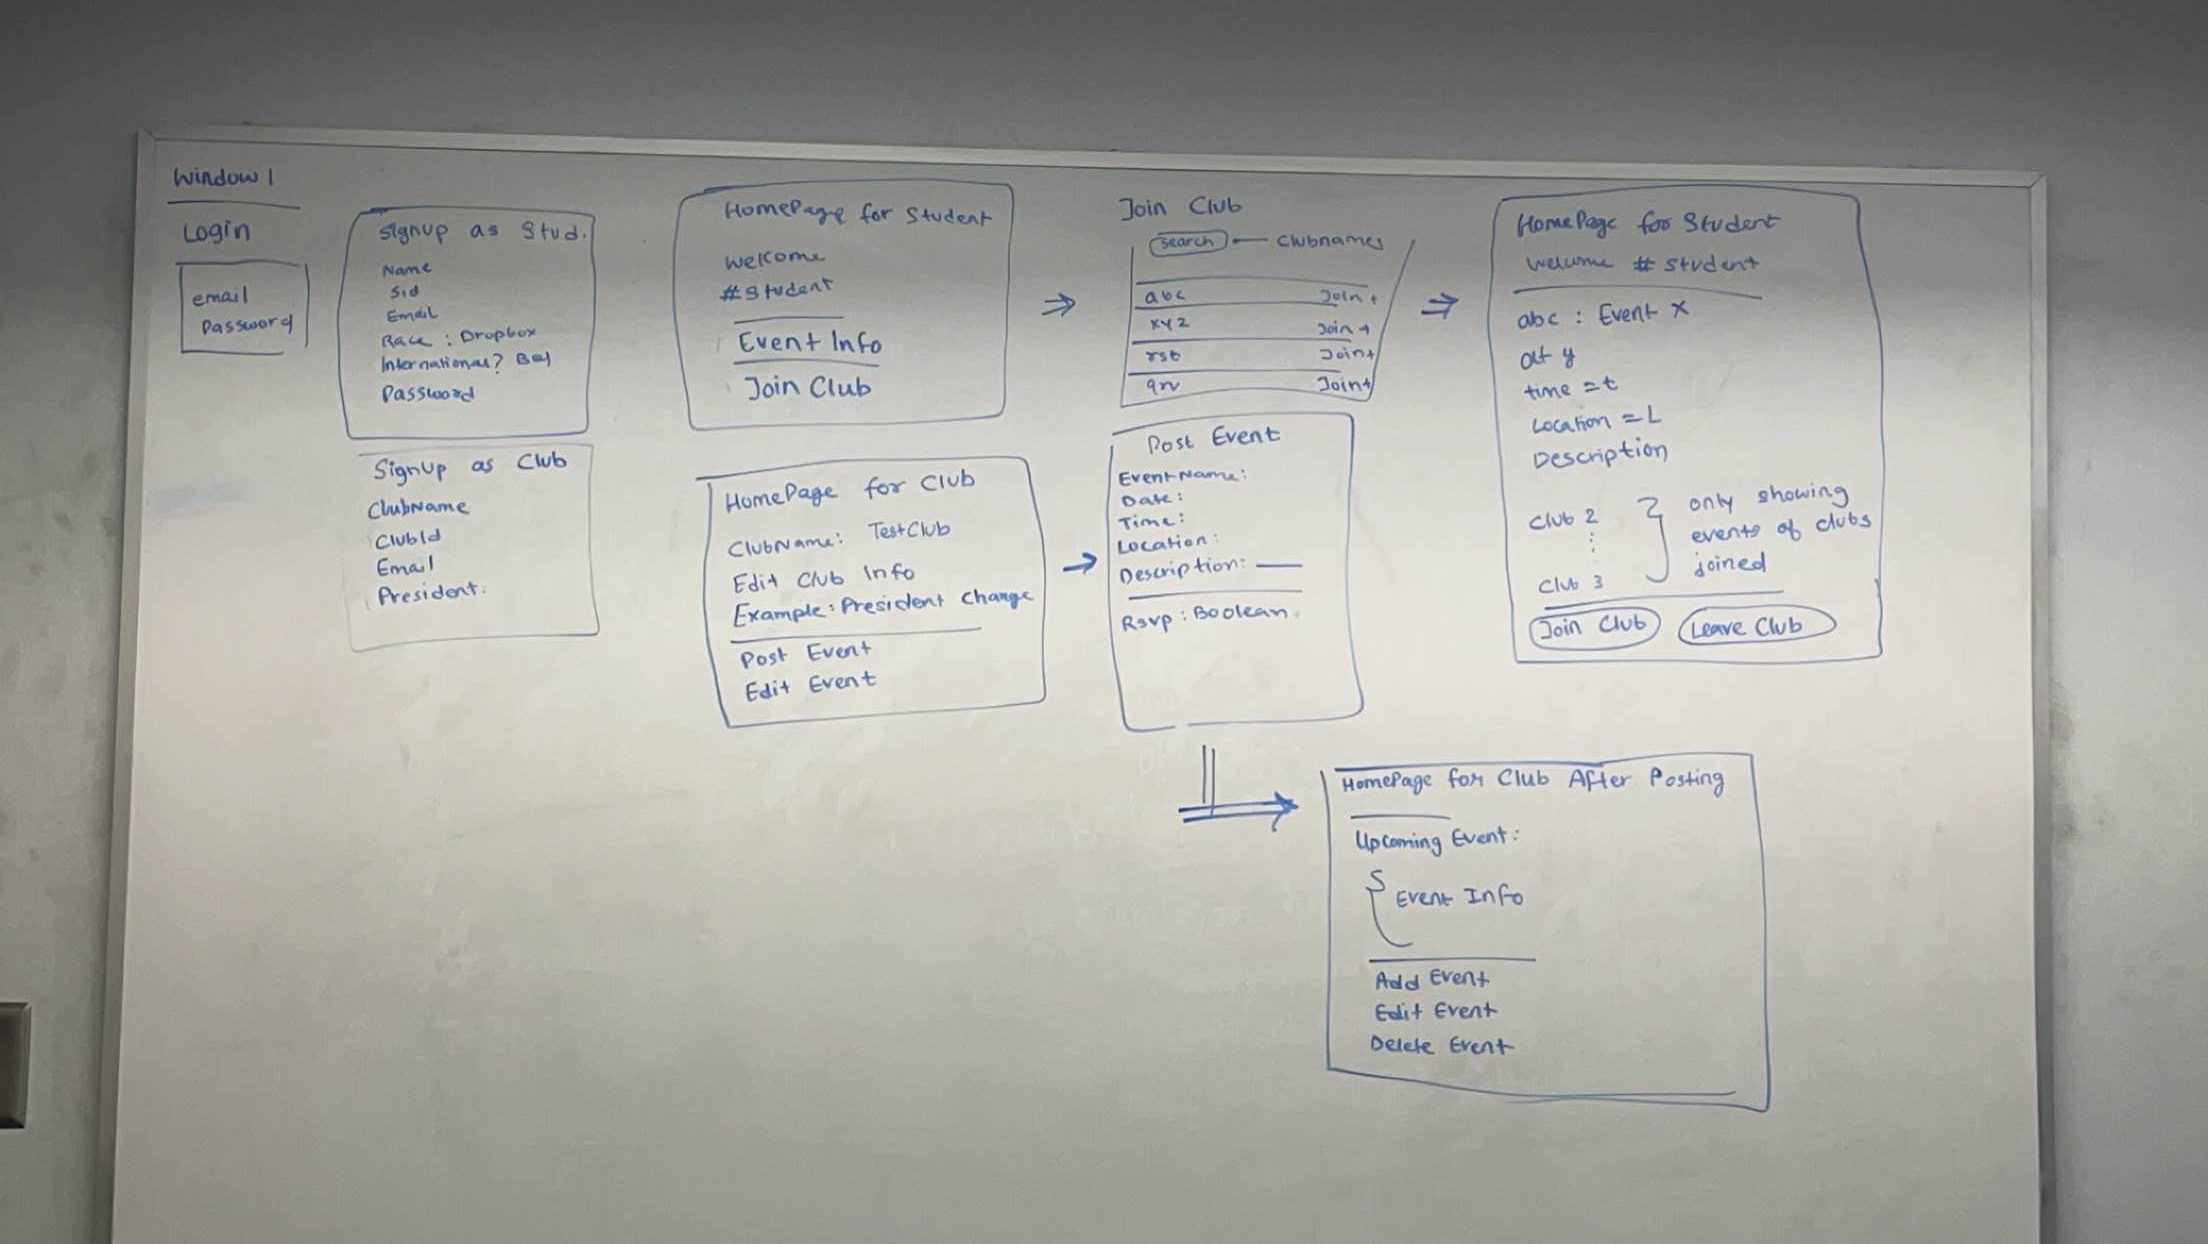 Window 1
Login
email
Password
Signup as Stud.
Name
Sid
Email
Race : Dropbox
International?
Password
SignUp as Club
ClubName
ClubId
Email
President:
HomePage for Student
Welcome
#Student
Event Info
Join Club
HomePage for Club
ClubName: TestClub
Edit Club Info
Example: President Change
Post Event
Edit Event
Join Club
Search — Clubnames
abc Join +
xyz Join +
rst Join +
Join +
Post Event
EventName:
Date:
Time:
Location:
Description:
Rsvp : Boolean.
HomePage for Student
Welcome # Student
abc : Event X
at y
time = t
Location = L
Description
Club 2
Club 3
only showing
events of clubs
joined
Join Club Leave Club
HomePage for Club After Posting
Upcoming Event:
Event Info
Add Event
Edit Event
Delete Event